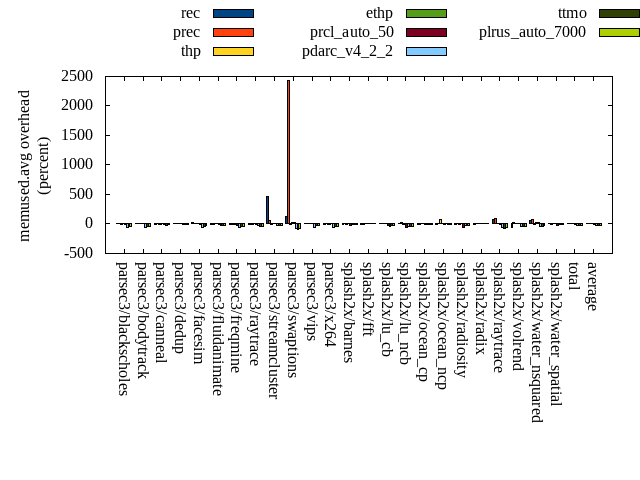 rec
prec
thp
ethp
prcl_auto_50
pdarc_v4_2_2
ttmo
plrus_auto_7000
memused.avg overhead
(percent)
2500
2000
1500
1000
500
0
-500
parsec3/blackscholes
parsec3/bodytrack
parsec3/canneal
parsec3/dedup
parsec3/facesim
parsec3/fluidanimate
parsec3/freqmine
parsec3/raytrace
parsec3/streamcluster
parsec3/swaptions
parsec3/vips
parsec3/x264
splash2x/barnes
splash2x/fft
splash2x/lu_cb
splash2x/lu_ncb
splash2x/ocean_cp
splash2x/ocean_ncp
splash2x/radiosity
splash2x/radix
splash2x/raytrace
splash2x/volrend
splash2x/water_nsquared
splash2x/water_spatial
total
average